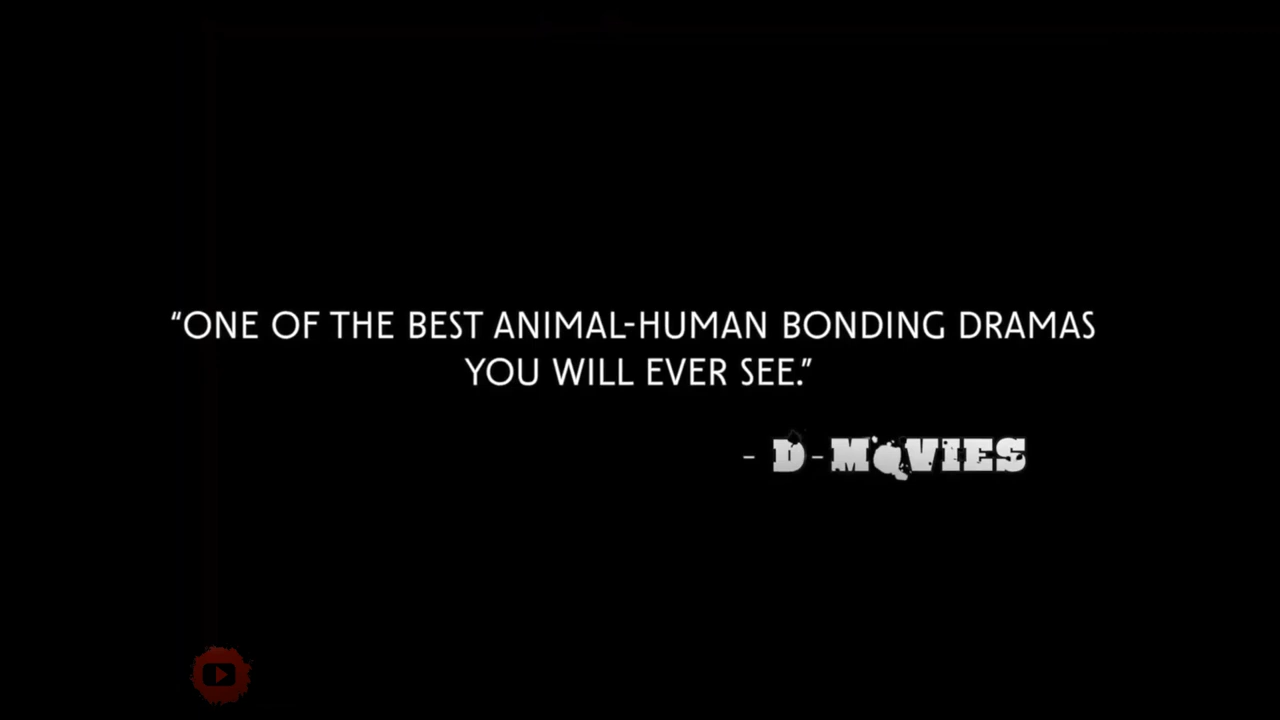 “ONE OF THE BEST ANIMAL-HUMAN BONDING DRAMAS
YOU WILL EVER SEE.”
- D-MOVIES